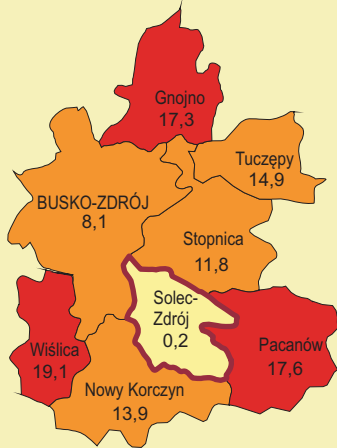 Gnojno
17,3
Tuczępy
14,9
BUSKO-ZDRÓJ
8,1
Stopnica
11,8
Solec-
Zdrój
0,2
Wiślica
19,1
Pacanów
17,6
Nowy Korczyn
13,9